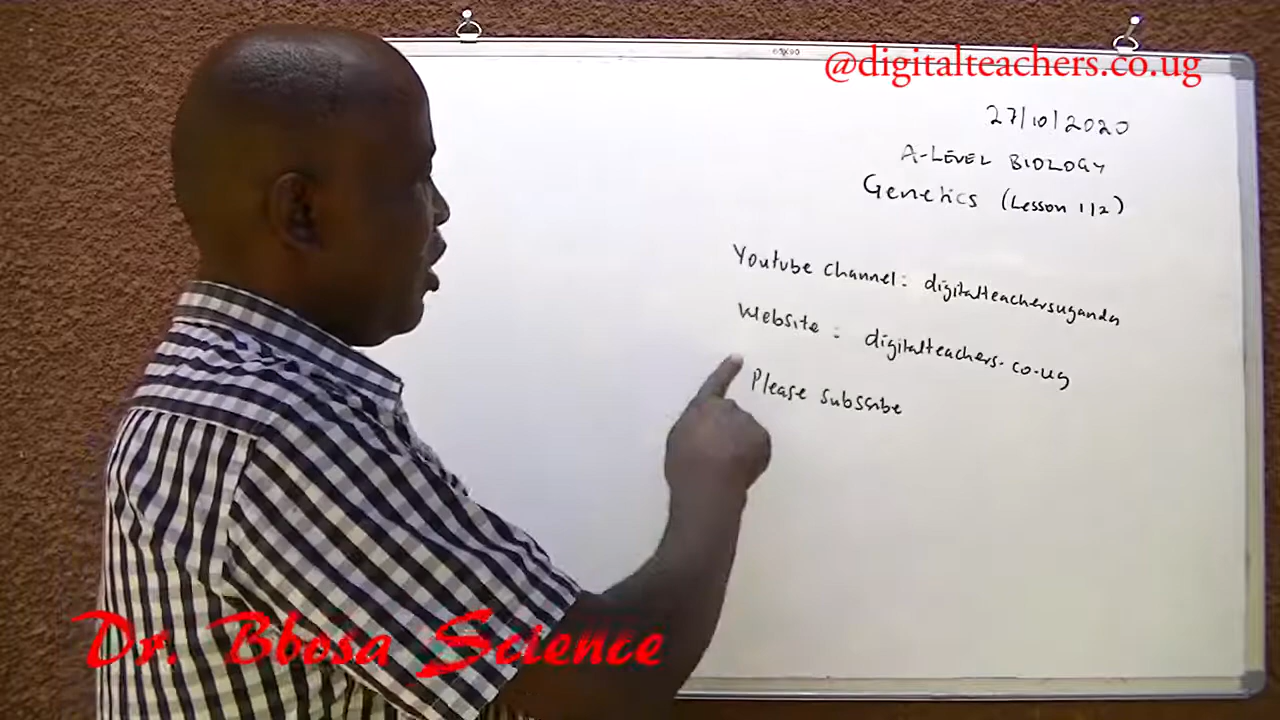 65x90
@digitalteachers.co.ug
27/10/2020
A-LEVEL BIOLOGY
Genetics (Lesson 1/2)
Youtube channel: digitalteachersuganda
Website : digitalteachers.co.ug
Please subscribe
Dr. Bbosa Science